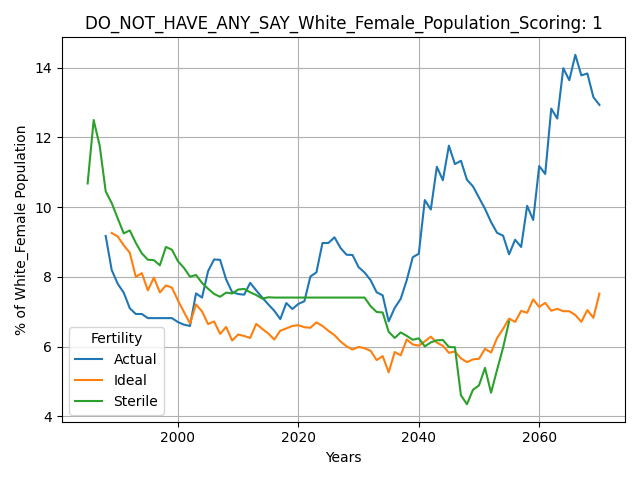 DO_NOT_HAVE_ANY_SAY_White_Female_Population_Scoring: 1
% of White_Female Population
14
12
10
8
6
4
Fertility
Actual
Ideal
Sterile
2000 2020 2040 2060
Years